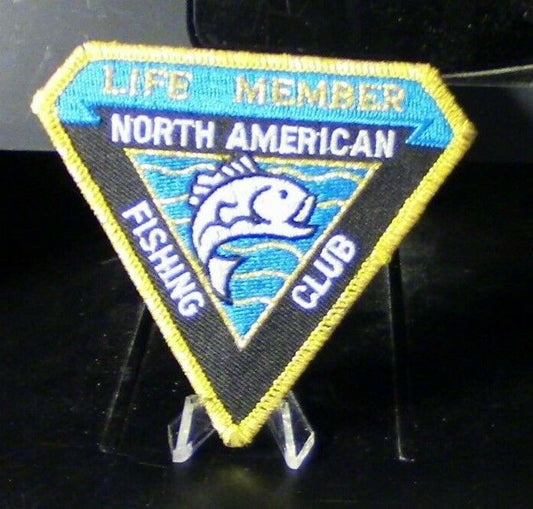 LIFE MEMBER
NORTH AMERICAN
FISHING
CLUB